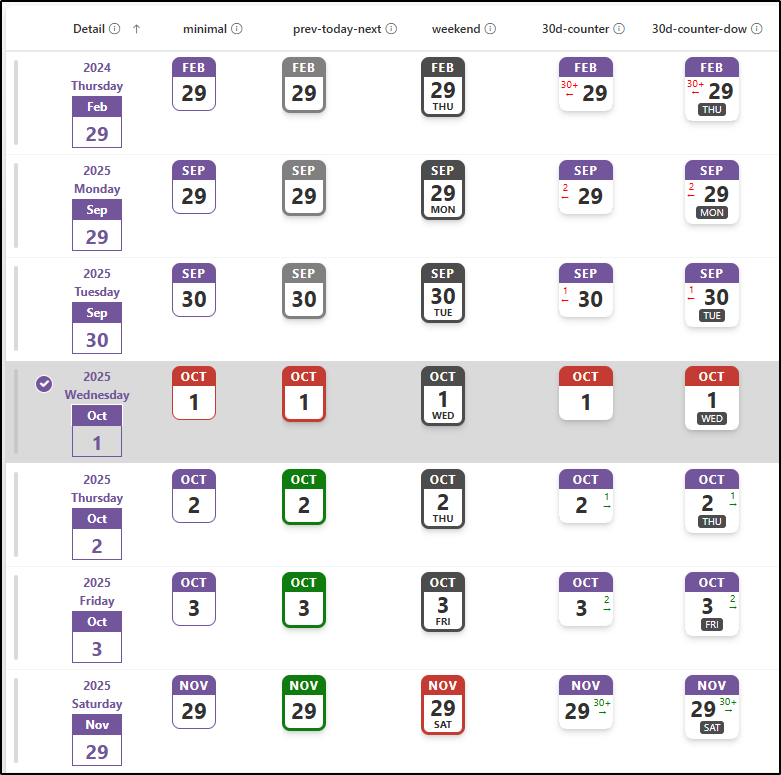 Detail minimal prev-today-next weekend 30d-counter 30d-counter-dow
2024
Thursday
Feb
29
FEB
29
FEB
29
FEB
29
THU
FEB
30+
← 29
FEB
30+
← 29
THU
2025
Monday
Sep
29
SEP
29
SEP
29
SEP
29
MON
SEP
2
← 29
SEP
2
← 29
MON
2025
Tuesday
Sep
30
SEP
30
SEP
30
SEP
30
TUE
SEP
1
← 30
SEP
1
← 30
TUE
2025
Wednesday
Oct
1
OCT
1
OCT
1
OCT
1
WED
OCT
1
OCT
1
WED
2025
Thursday
Oct
2
OCT
2
OCT
2
OCT
2
THU
OCT
2 1
→
OCT
2 1
→
THU
2025
Friday
Oct
3
OCT
3
OCT
3
OCT
3
FRI
OCT
3 2
→
OCT
3 2
→
FRI
2025
Saturday
Nov
29
NOV
29
NOV
29
NOV
29
SAT
NOV
29 30+
→
NOV
29 30+
→
SAT